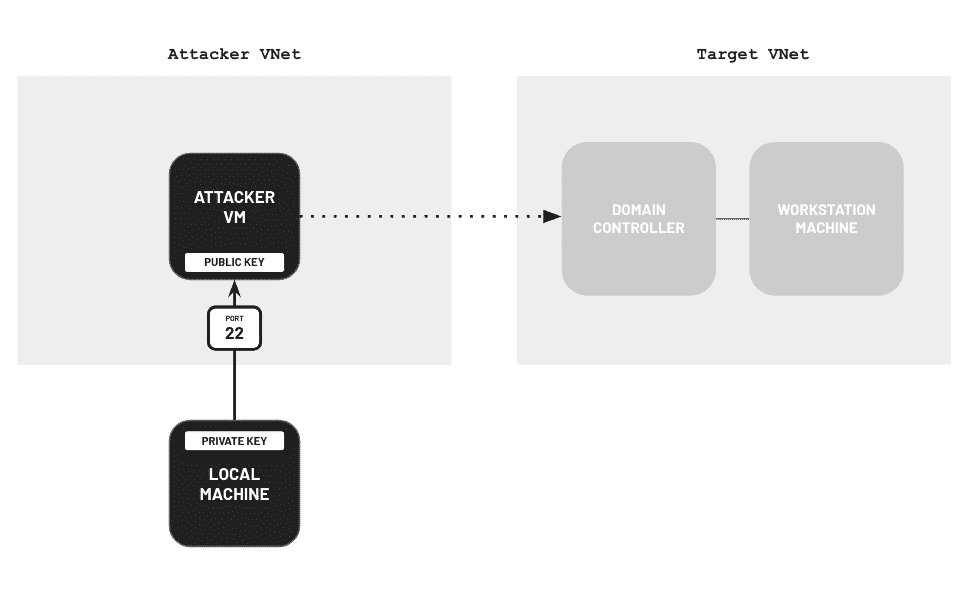 Attacker VNet
Target VNet
ATTACKER
VM
PUBLIC KEY
PORT
22
PRIVATE KEY
LOCAL
MACHINE
DOMAIN
CONTROLLER
WORKSTATION
MACHINE